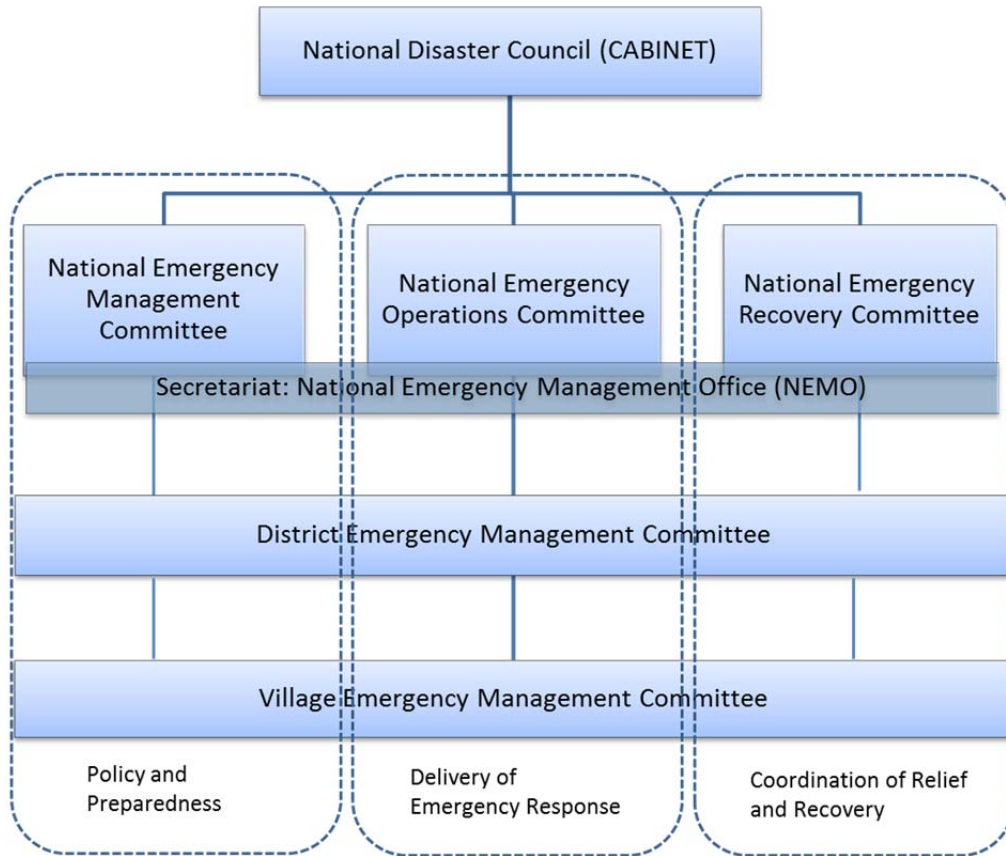 National Disaster Council (CABINET)
National Emergency
Management
Committee
National Emergency
Operations Committee
National Emergency
Recovery Committee
Secretariat: National Emergency Management Office (NEMO)
District Emergency Management Committee
Village Emergency Management Committee
Policy and
Preparedness
Delivery of
Emergency Response
Coordination of Relief
and Recovery